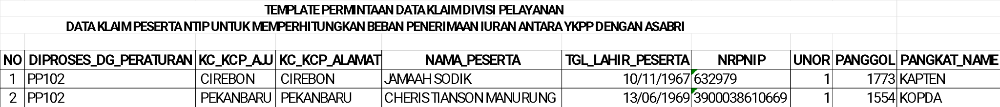 TEMPLATE PERMINTAAN DATA KLAIM DIVISI PELAYANAN
DATA KLAIM PESERTA NTIP UNTUK MEMPERHITUNGKAN BEBAN PENERIMAAN IURAN ANTARA YKPP DENGAN ASABRI
NO DIPROSES_DG_PERATURAN KC_KCP_AJU KC_KCP_ALAMAT NAMA_PESERTA TGL_LAHIR_PESERTA NRPNIP UNOR PANGGOL PANGKAT_NAME
1 PP102 CIREBON CIREBON JAMAAH SODIK 10/11/1967 632979 1 1773 KAPTEN
2 PP102 PEKANBARU PEKANBARU CHERIS TIANSON MANURUNG 13/06/1969 3900038610669 1 1554 KOPDA